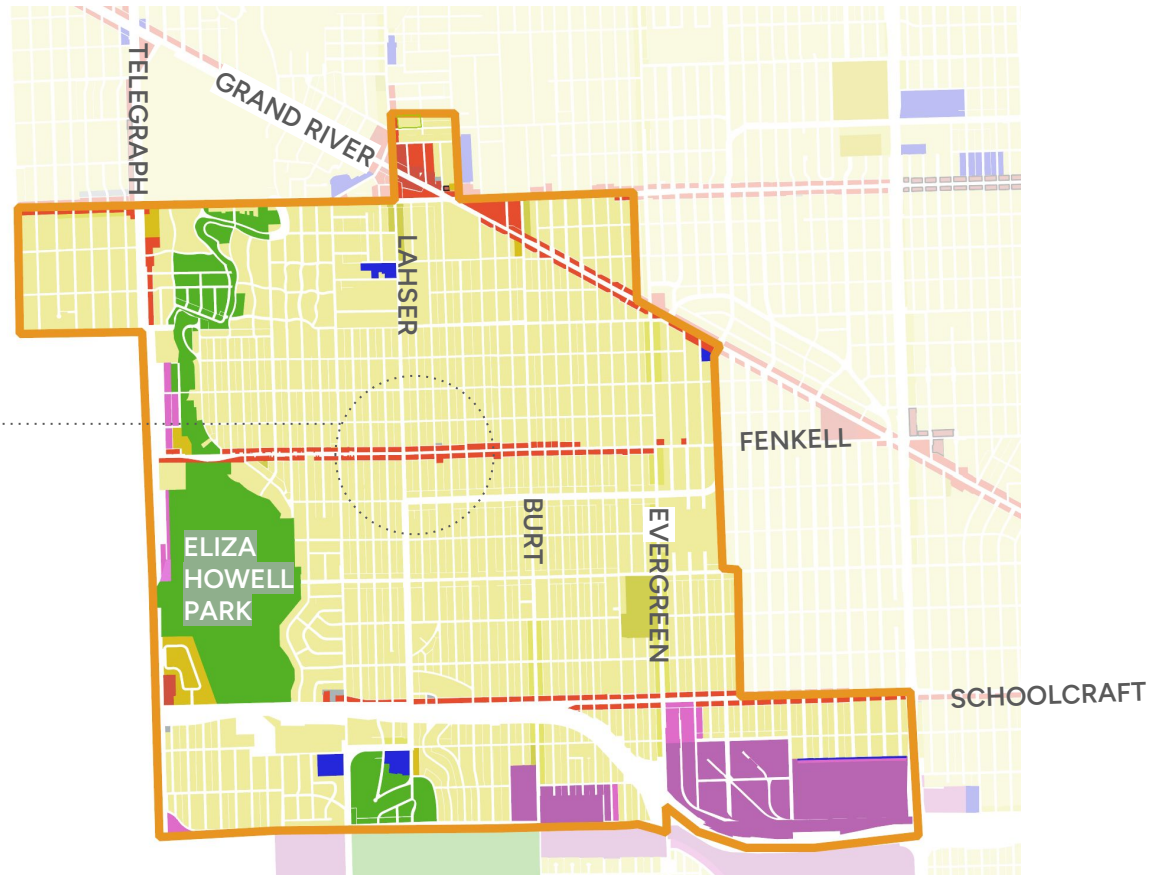 TELEGRAPH
GRAND RIVER
LAHSER
FENKELL
BURT
EVERGREEN
ELIZA
HOWELL
PARK
SCHOOLCRAFT